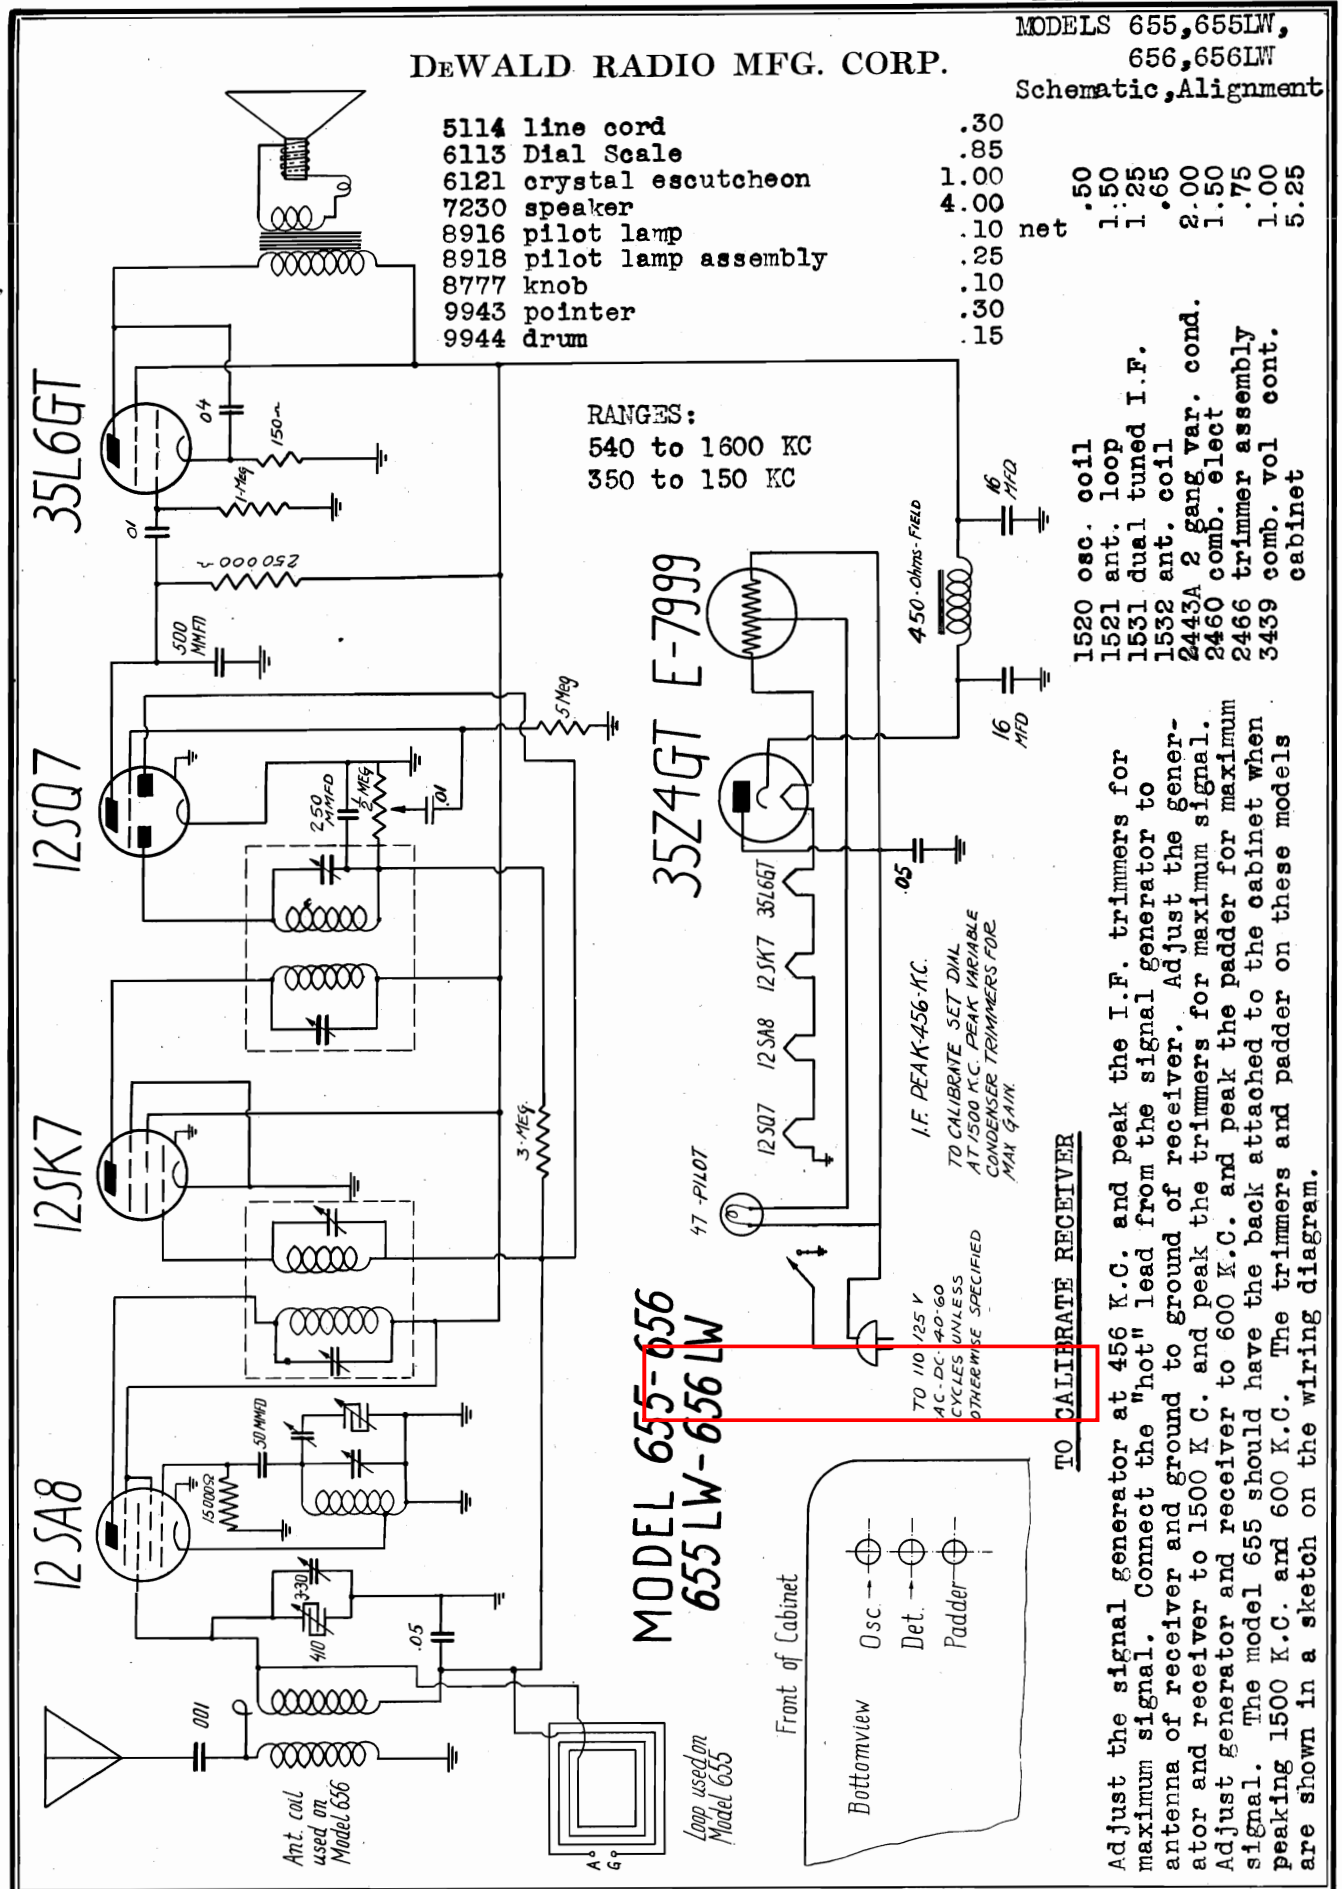 MODELS 655,655LW,
656,656LW
Schematic,Alignment
DEWALD RADIO MFG. CORP.
5114 line cord .30
6113 Dial Scale .85
6121 crystal escutcheon 1.00
7230 speaker 4.00
8916 pilot lamp .10 net
8918 pilot lamp assembly .25
8777 knob .10
9943 pointer .30
9944 drum .15
RANGES:
540 to 1600 KC
350 to 150 KC
1520 osc. coil .50
1521 ant. loop 1.50
1531 dual tuned I.F. 1.25
1532 ant. coil .65
2443A 2 gang var. cond. 2.00
2460 comb. elect 1.50
2466 trimmer assembly .75
3439 comb. vol cont. 1.00
cabinet 5.25
12SA8
12SK7
12SQ7
35L6GT
.001
Ant. coil
used on
Model 656
410
3-30
.05
15000Ω
50 MMFD
3-MEG.
250
MMFD
½ MEG
.01
5 Meg
500
MMFD
250 000
.01
1-Meg
.04
150
A
G
Loop used on
Model 655
MODEL 655-656
655LW-656LW
35Z4GT E-7999
47-PILOT
12SQ7
12SA8
12SK7
35L6GT
.05
450-Ohms-Field
16
MFD
16
MFD
TO 110-125 V
AC-DC-40-60
CYCLES UNLESS
OTHERWISE SPECIFIED
I.F. PEAK-456-KC.
TO CALIBRATE SET DIAL
AT 1500 K.C. PEAK VARIABLE
CONDENSER TRIMMERS FOR
MAX GAIN.
Front of Cabinet
Bottomview
Osc.
Det.
Padder
TO CALIBRATE RECEIVER
Adjust the signal generator at 456 K.C. and peak the I.F. trimmers for
maximum signal. Connect the "hot" lead from the signal generator to
antenna of receiver and ground to ground of receiver. Adjust the gener-
ator and receiver to 1500 K C. and peak the trimmers for maximum signal.
Adjust generator and receiver to 600 K.C. and peak the padder for maximum
signal. The model 655 should have the back attached to the cabinet when
peaking 1500 K.C. and 600 K.C. The trimmers and padder on these models
are shown in a sketch on the wiring diagram.